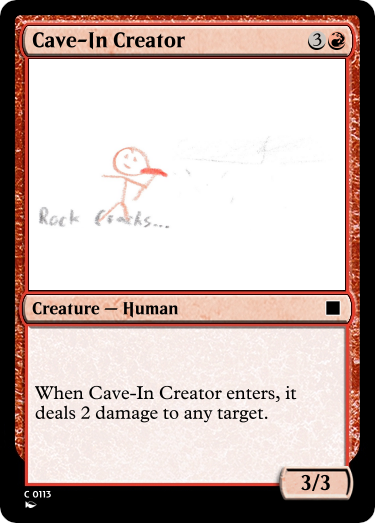 Cave-In Creator 3
Rock Cracks...
Creature — Human
When Cave-In Creator enters, it
deals 2 damage to any target.
3/3
C 0113